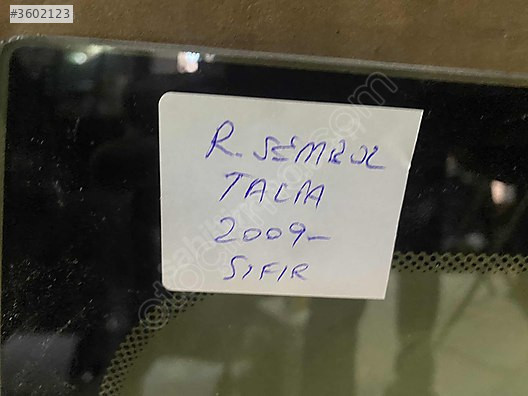 #3602123
R. SEMBOL
TALIA
2009-
SIFIR